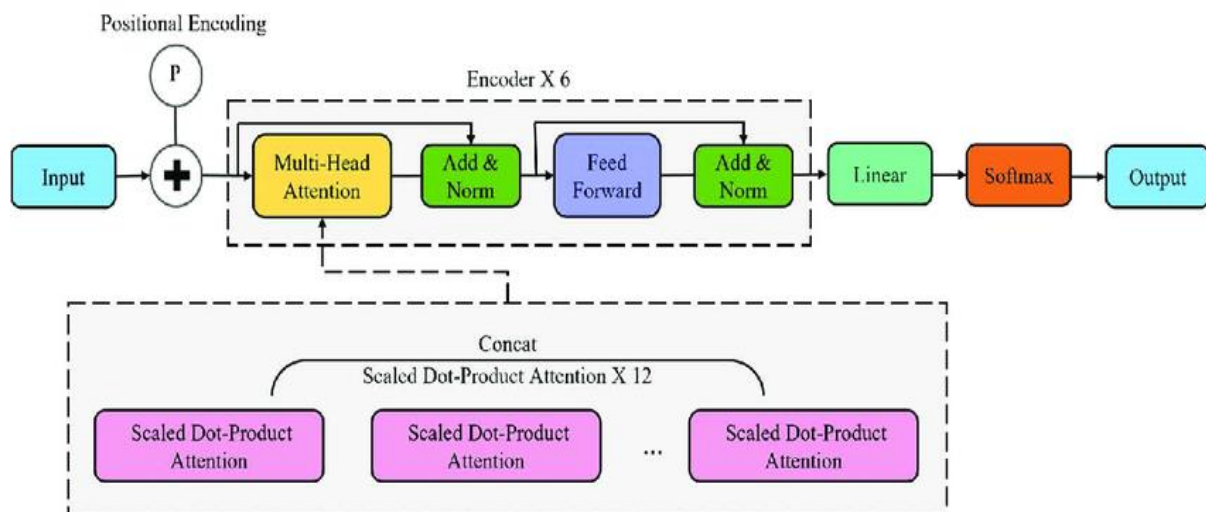 Positional Encoding
P
Encoder X 6
Input
+
Multi-Head
Attention
Add &
Norm
Feed
Forward
Add &
Norm
Linear
Softmax
Output
Concat
Scaled Dot-Product Attention X 12
Scaled Dot-Product
Attention
Scaled Dot-Product
Attention
...
Scaled Dot-Product
Attention